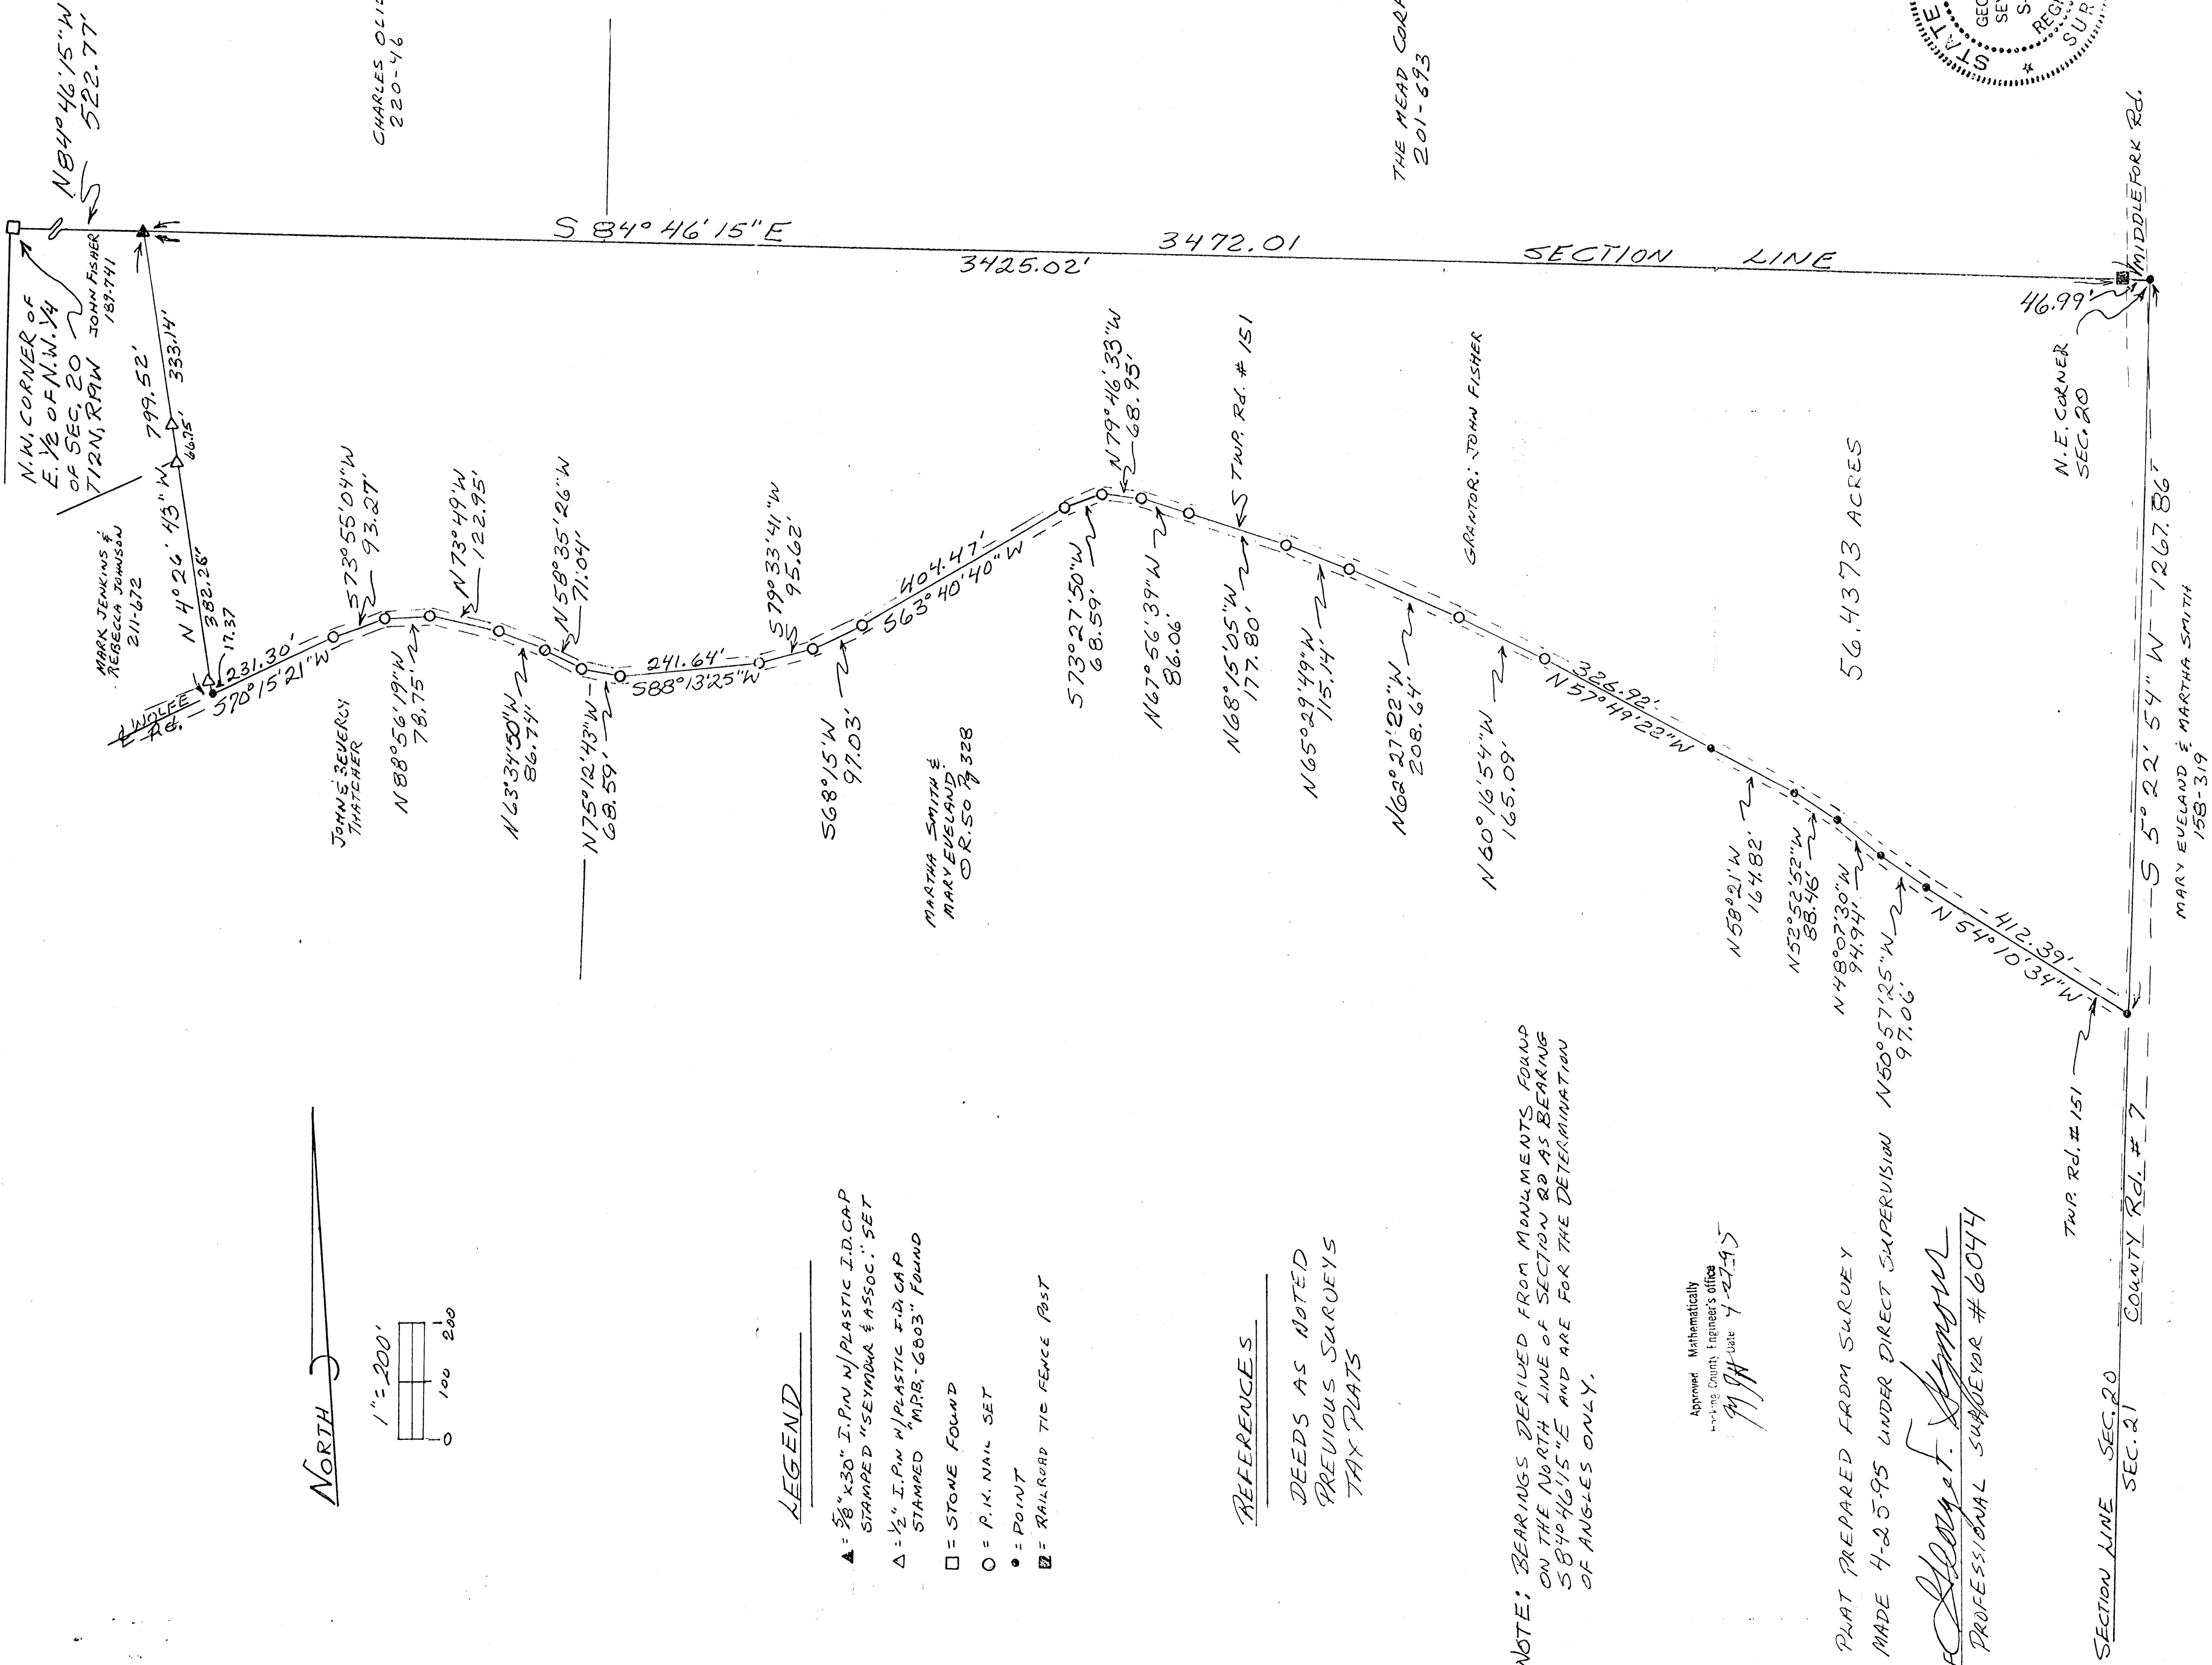 N84°46'15"W
522.77'
CHARLES
220-46
THE MEAD
201-693
STATE
REGI
SUR
N.W. CORNER OF
E. 1/2 OF N.W. 1/4
OF SEC. 20
T12N, R17W
JOHN FISHER
189-741
799.52'
333.14'
66.75'
N 4° 26' 43" W
382.26'
17.37
MARK JENKINS &
REBECCA JOHNSON
211-672
℄ WOLFE
Rd.
231.30'
S70°15'21"W
S73°55'04"W
93.27'
N88°56'19"W
78.75'
N73°49'W
122.95'
N63°34'50"W
86.74'
N58°35'26"W
71.04'
N75°12'43"W
68.59'
241.64'
S88°13'25"W
S79°33'41"W
95.62'
S68°15'W
97.03'
404.47'
S63°40'40"W
S73°27'50"W
68.59'
N79°46'33"W
68.95'
N67°56'39"W
86.06'
TWP. Rd. # 151
N68°15'05"W
177.80'
N65°29'49"W
115.14'
N62°27'22"W
208.64'
N60°16'54"W
165.09'
326.92'
N57°49'22"W
N58°21'W
164.82'
N52°52'52"W
88.46'
N48°07'30"W
94.94'
N50°57'25"W
97.06'
412.39'
N 54°10'34"W
TWP. Rd. # 151
JOHN & BEVERLY
THATCHER
MARTHA SMITH &
MARY EVELAND
O.R. 50 Pg 328
GRANTOR: JOHN FISHER
56.4373 ACRES
S 84° 46' 15" E
3472.01
3425.02'
SECTION LINE
46.99'
MIDDLEFORK Rd.
N.E. CORNER
SEC. 20
S 5° 22' 54" W 1267.86'
MARY EVELAND & MARTHA SMITH
158-319
COUNTY Rd. # 7
SECTION LINE SEC. 20
SEC. 21
NORTH
1" = 200'
0 100 200
LEGEND
▲ = 5/8" x 30" I. PIN W/PLASTIC I.D. CAP
STAMPED "SEYMOUR & ASSOC." SET
△ = 1/2" I. PIN W/PLASTIC I.D. CAP
STAMPED "M.P.B. - 6803" FOUND
□ = STONE FOUND
○ = P.K. NAIL SET
● = POINT
▩ = RAILROAD TIE FENCE POST
REFERENCES
DEEDS AS NOTED
PREVIOUS SURVEYS
TAX PLATS
NOTE: BEARINGS DERIVED FROM MONUMENTS FOUND
ON THE NORTH LINE OF SECTION 20 AS BEARING
S84°46'15"E AND ARE FOR THE DETERMINATION
OF ANGLES ONLY.
Approved Mathematically
Hocking County Engineer's office
Date 4-27-95
PLAT PREPARED FROM SURVEY
MADE 4-25-95 UNDER DIRECT SUPERVISION
George F. Seymour
PROFESSIONAL SURVEYOR # 6044